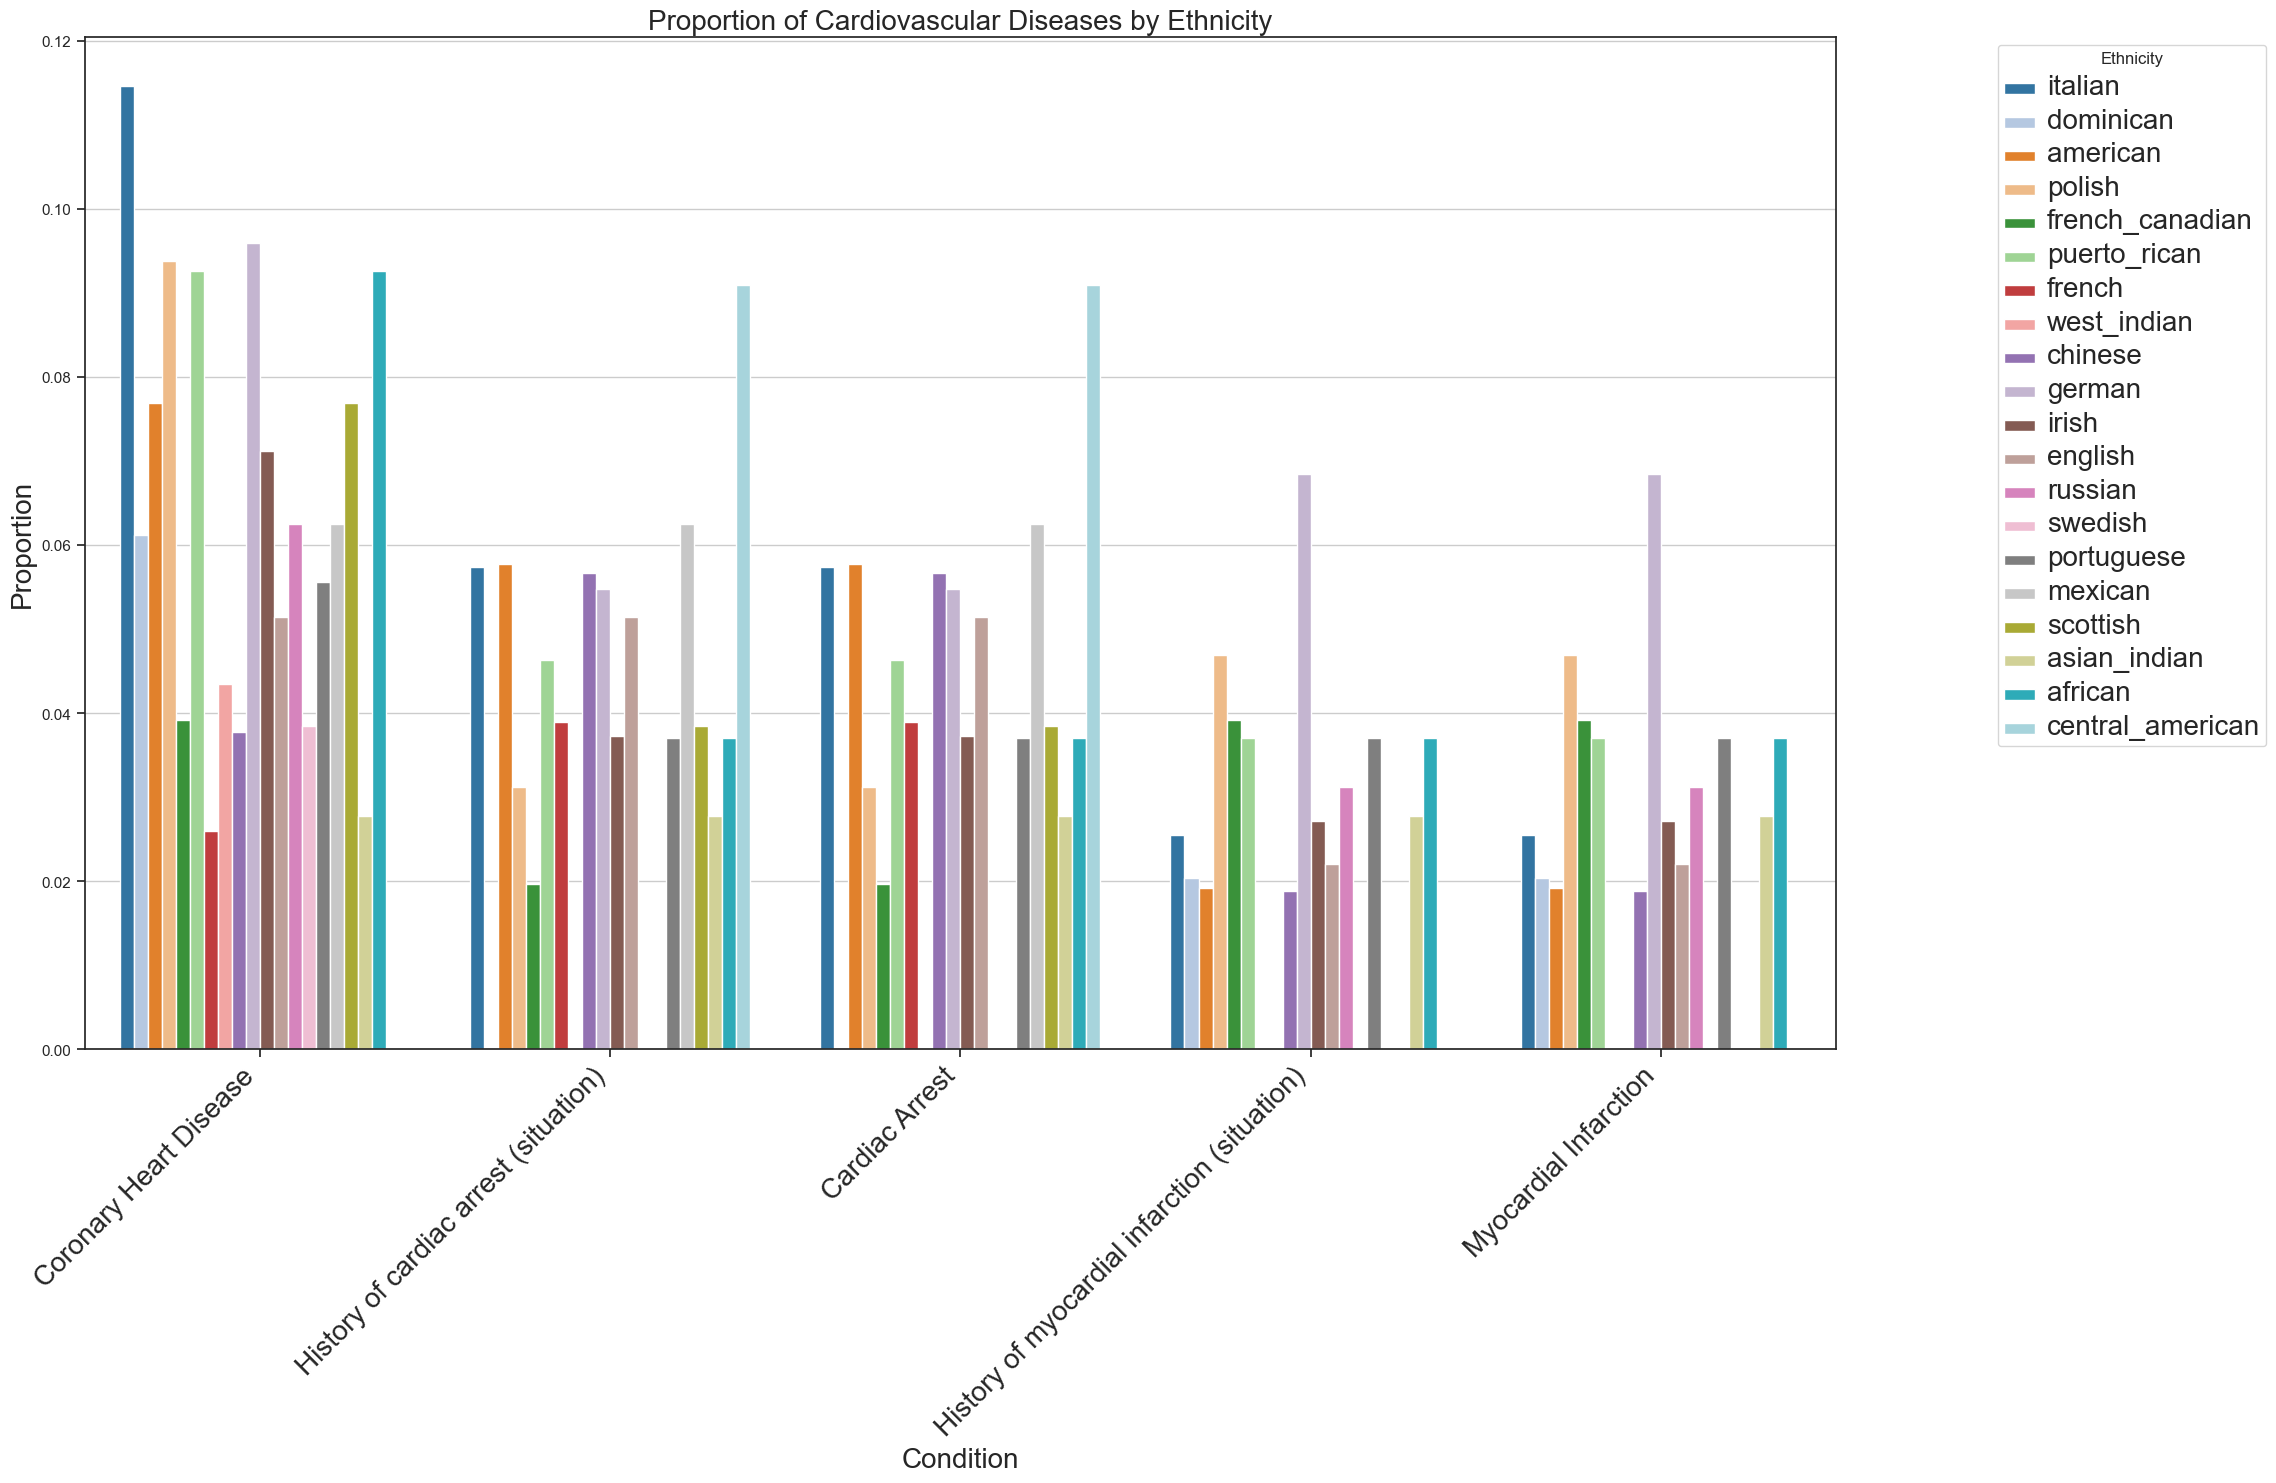 Proportion of Cardiovascular Diseases by Ethnicity
0.12
0.10
0.08
0.06
0.04
0.02
0.00
Proportion
Coronary Heart Disease
History of cardiac arrest (situation)
Cardiac Arrest
History of myocardial infarction (situation)
Myocardial Infarction
Condition
Ethnicity
italian
dominican
american
polish
french_canadian
puerto_rican
french
west_indian
chinese
german
irish
english
russian
swedish
portuguese
mexican
scottish
asian_indian
african
central_american